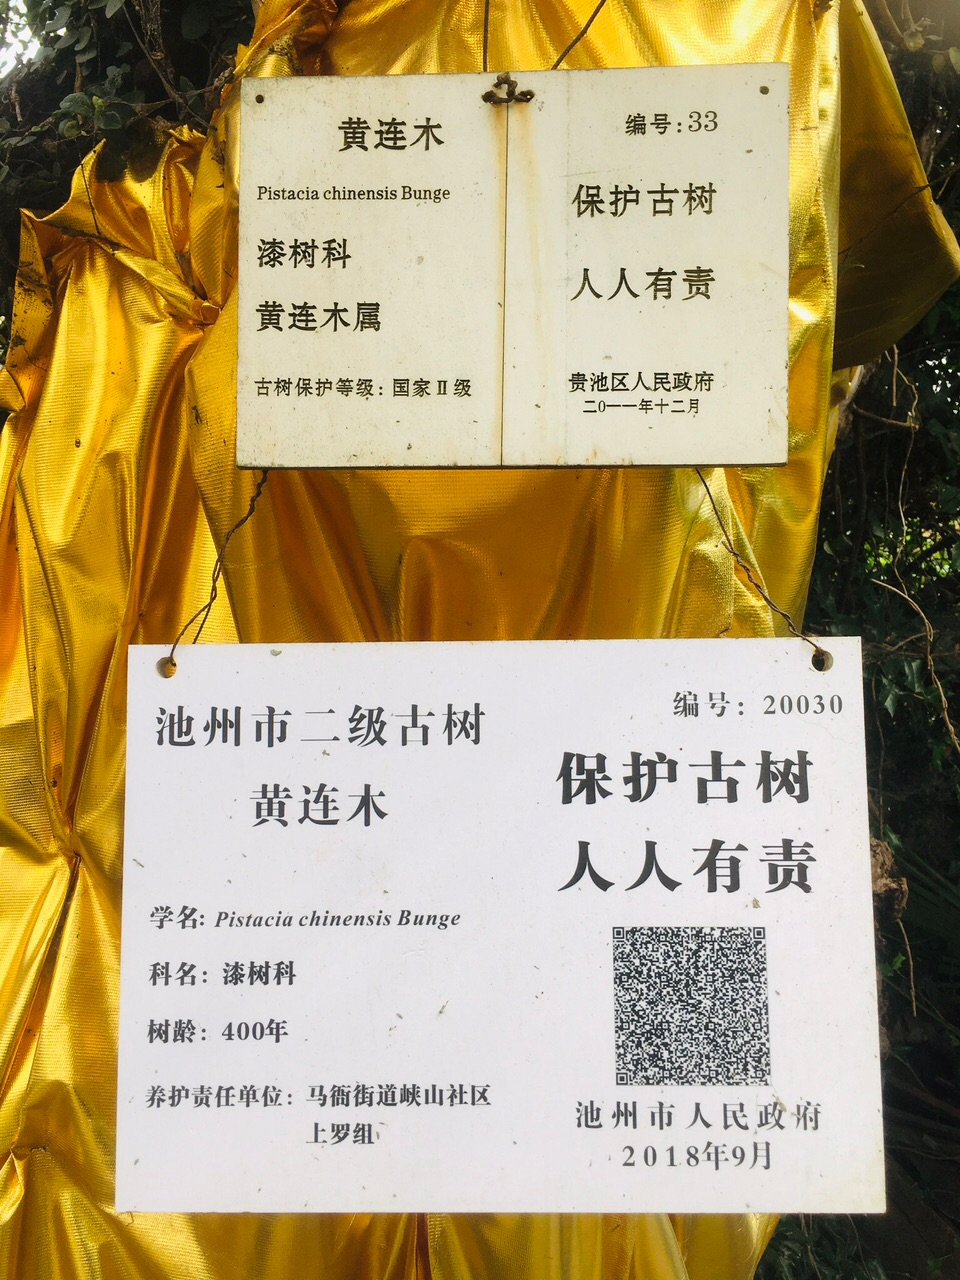 黄连木
Pistacia chinensis Bunge
漆树科
黄连木属
古树保护等级: 国家 II 级
编号: 33
保护古树
人人有责
贵池区人民政府
二0一一年十二月
池州市二级古树
黄连木
学名: Pistacia chinensis Bunge
科名: 漆树科
树龄: 400年
养护责任单位: 马衙街道峡山社区
上罗组
编号: 20030
保护古树
人人有责
池州市人民政府
2018年9月